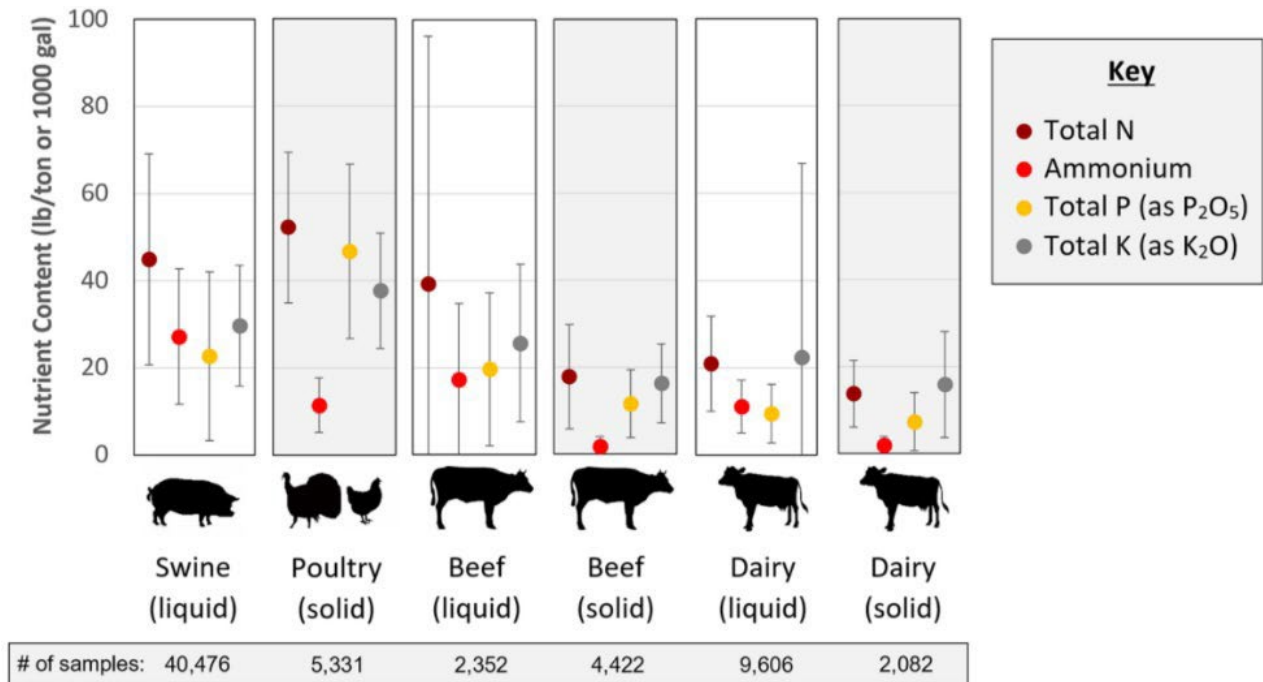 Nutrient Content (lb/ton or 1000 gal)
100
80
60
40
20
0
Key
Total N
Ammonium
Total P (as P₂O₅)
Total K (as K₂O)
Swine
(liquid)
Poultry
(solid)
Beef
(liquid)
Beef
(solid)
Dairy
(liquid)
Dairy
(solid)
# of samples: 40,476 5,331 2,352 4,422 9,606 2,082